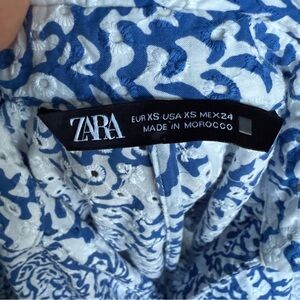 ZARA
EUR XS USA XS MEX 24
MADE IN MOROCCO